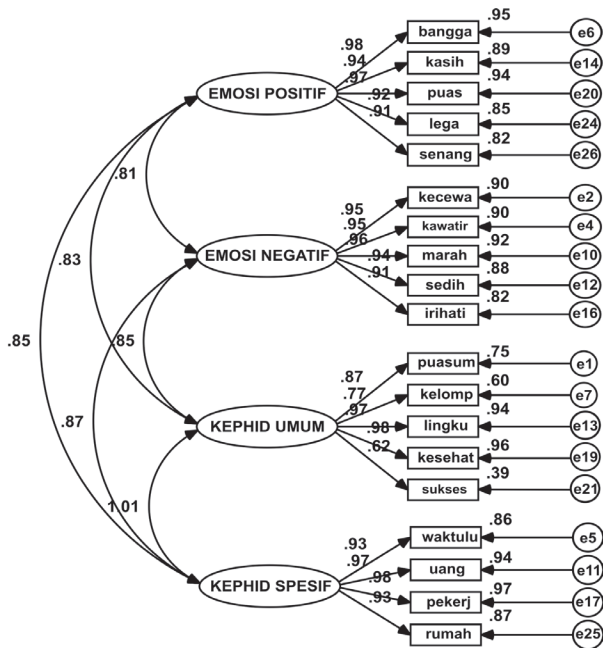 .95
bangga
e6
.98
.89
.94
kasih
e14
.97
.94
EMOSI POSITIF
puas
e20
.92
.85
.91
lega
e24
.82
senang
e26
.81
.90
kecewa
e2
.95
.90
.95
kawatir
e4
.96
.92
.83
EMOSI NEGATIF
marah
e10
.94
.88
.91
sedih
e12
.82
irihati
e16
.85
.85
.75
puasum
e1
.87
.60
.77
kelomp
e7
.97
.94
.87
KEPHID UMUM
lingku
e13
.98
.96
.62
kesehat
e19
.39
sukses
e21
1.01
.86
waktulu
e5
.93
.94
.97
uang
e11
.98
.97
KEPHID SPESIF
pekerj
e17
.93
.87
rumah
e25